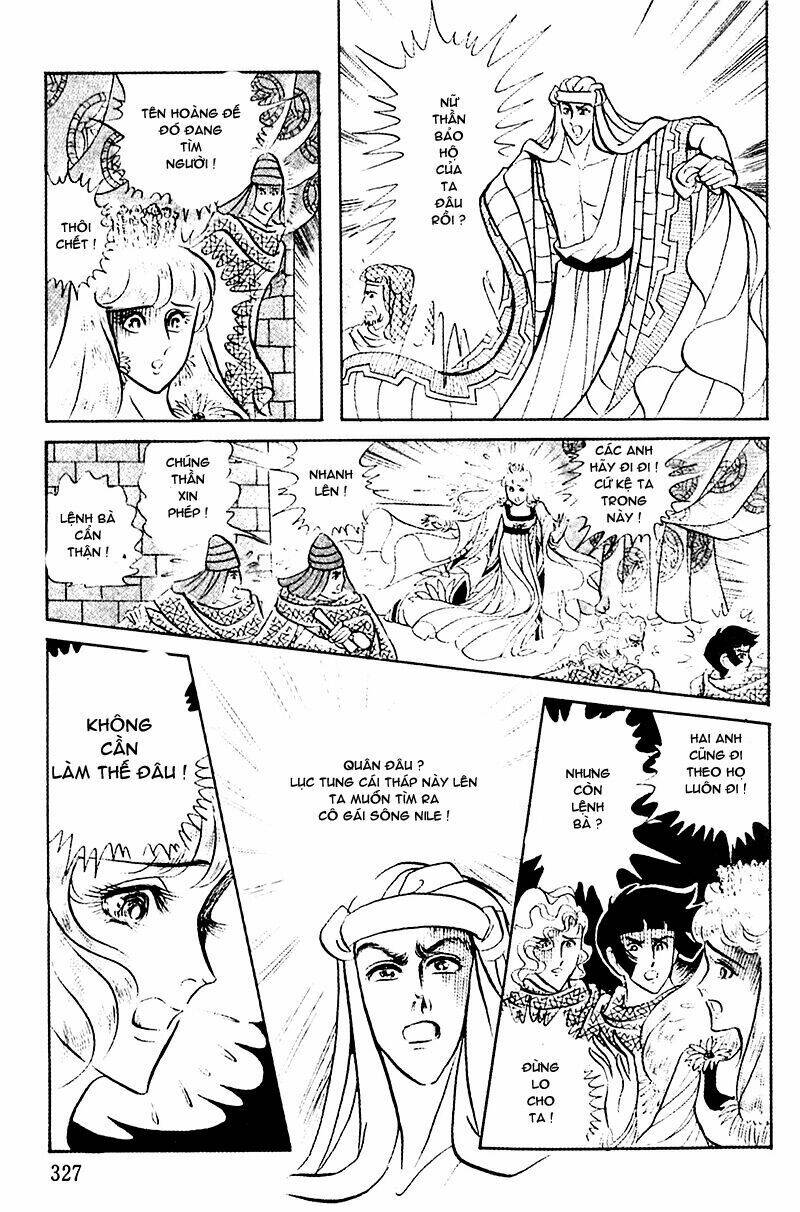 NỮ
THẦN
BẢO
HỘ
CỦA
TA
ĐÂU
RỒI ?
TÊN HOÀNG ĐẾ
ĐÓ ĐANG
TÌM
NGƯỜI !
THÔI
CHẾT !
CÁC ANH
HÃY ĐI ĐI !
CỨ KỆ TA
TRONG
NÀY !
NHANH
LÊN !
CHÚNG
THẦN
XIN
PHÉP !
LỆNH BÀ
CẨN
THẬN !
HAI ANH
CŨNG ĐI
THEO HỌ
LUÔN ĐI !
NHƯNG
CÒN
LỆNH
BÀ ?
ĐỪNG
LO
CHO
TA !
QUÂN ĐÂU ?
LỤC TUNG CÁI THÁP NÀY LÊN
TA MUỐN TÌM RA
CÔ GÁI SÔNG NILE !
KHÔNG
CẦN
LÀM THẾ ĐÂU !
327